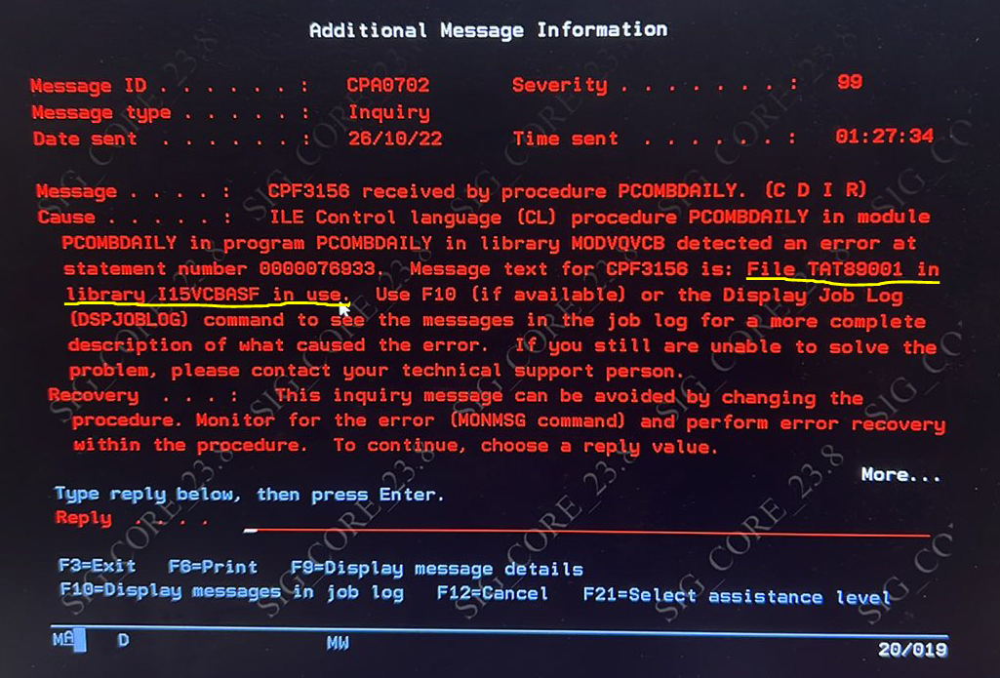 Additional Message Information
Message ID . . . . . . : CPA0702 Severity . . . . . . . . : 99
Message type . . . . . : Inquiry
Date sent . . . . . . : 26/10/22 Time sent . . . . . . : 01:27:34
Message . . . . : CPF3156 received by procedure PCOMBDAILY. (C D I R)
Cause . . . . . : ILE Control language (CL) procedure PCOMBDAILY in module
PCOMBDAILY in program PCOMBDAILY in library MODVQVCB detected an error at
statement number 0000076933. Message text for CPF3156 is: File TAT89001 in
library I15VCBASF in use. Use F10 (if available) or the Display Job Log
(DSPJOBLOG) command to see the messages in the job log for a more complete
description of what caused the error. If you still are unable to solve the
problem, please contact your technical support person.
Recovery . . . : This inquiry message can be avoided by changing the
procedure. Monitor for the error (MONMSG command) and perform error recovery
within the procedure. To continue, choose a reply value.
More...
Type reply below, then press Enter.
Reply . . . .
F3=Exit F6=Print F9=Display message details
F10=Display messages in job log F12=Cancel F21=Select assistance level
MA D MW 20/019
SIG_CORE_23.8